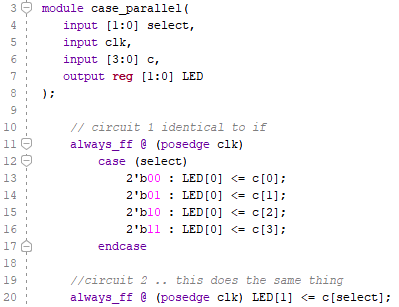 3 module case_parallel(
4 input [1:0] select,
5 input clk,
6 input [3:0] c,
7 output reg [1:0] LED
8 );
9
10 // circuit 1 identical to if
11 always_ff @ (posedge clk)
12 case (select)
13 2'b00 : LED[0] <= c[0];
14 2'b01 : LED[0] <= c[1];
15 2'b10 : LED[0] <= c[2];
16 2'b11 : LED[0] <= c[3];
17 endcase
18
19 //circuit 2 .. this does the same thing
20 always_ff @ (posedge clk) LED[1] <= c[select];